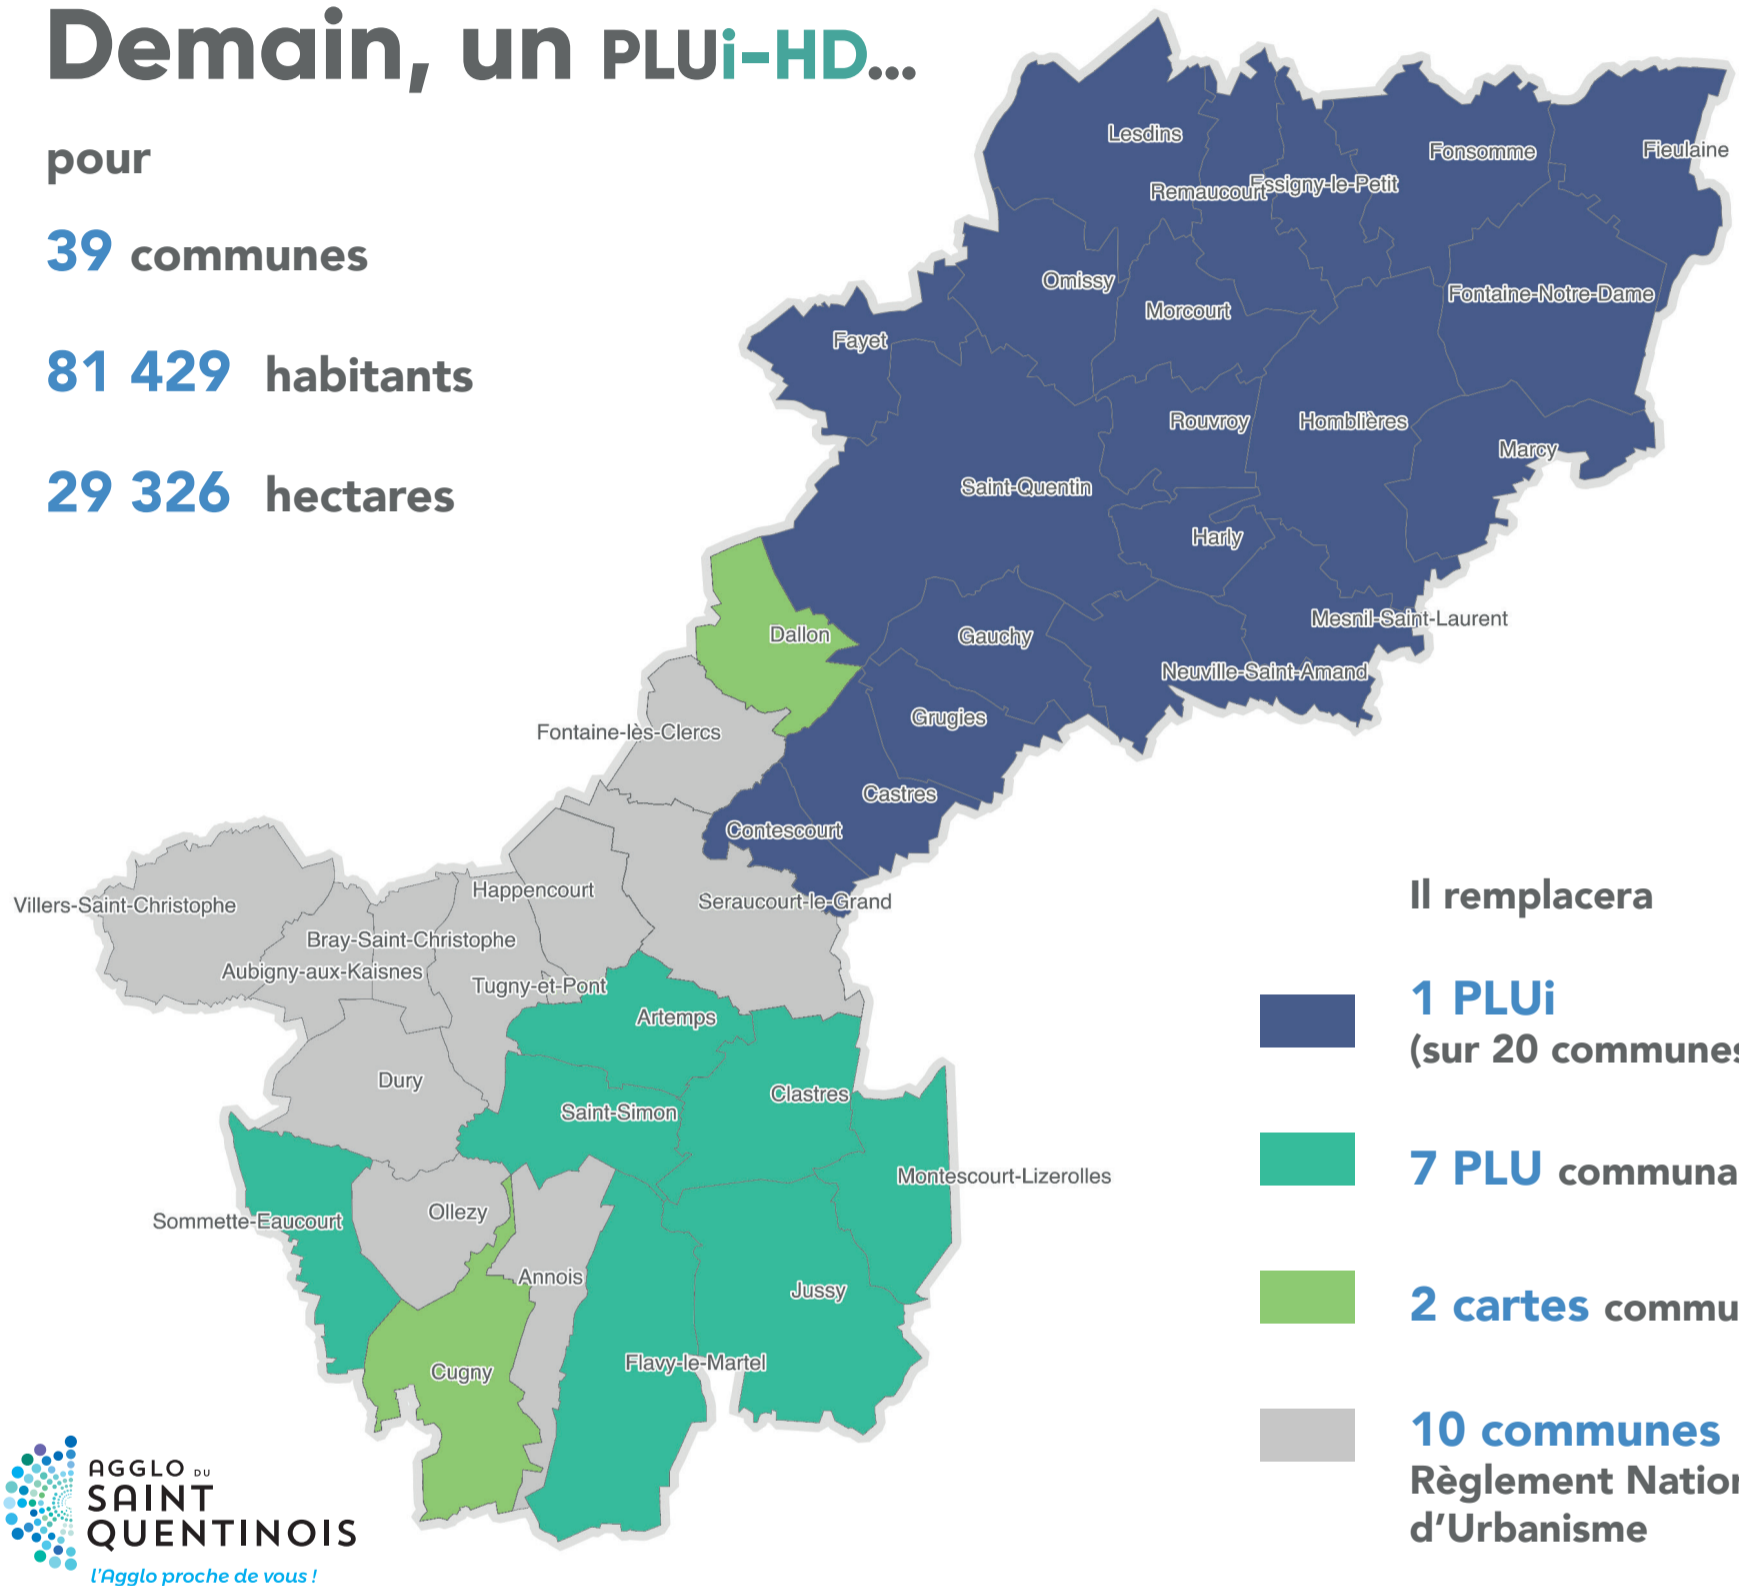 Demain, un PLUi-HD...
pour
39 communes
81 429 habitants
29 326 hectares
Lesdins
Remaucourt
Essigny-le-Petit
Fonsomme
Fieulaine
Omissy
Morcourt
Fontaine-Notre-Dame
Fayet
Rouvroy
Homblières
Marcy
Saint-Quentin
Harly
Mesnil-Saint-Laurent
Dallon
Gauchy
Neuville-Saint-Amand
Grugies
Fontaine-lès-Clercs
Castres
Contescourt
Happencourt
Seraucourt-le-Grand
Villers-Saint-Christophe
Bray-Saint-Christophe
Aubigny-aux-Kaisnes
Tugny-et-Pont
Artemps
Dury
Clastres
Saint-Simon
Montescourt-Lizerolles
Ollezy
Sommette-Eaucourt
Annois
Jussy
Flavy-le-Martel
Cugny
Il remplacera
1 PLUi
(sur 20 communes
7 PLU communa
2 cartes commu
10 communes
Règlement Nation
d'Urbanisme
AGGLO DU
SAINT
QUENTINOIS
l'Agglo proche de vous !